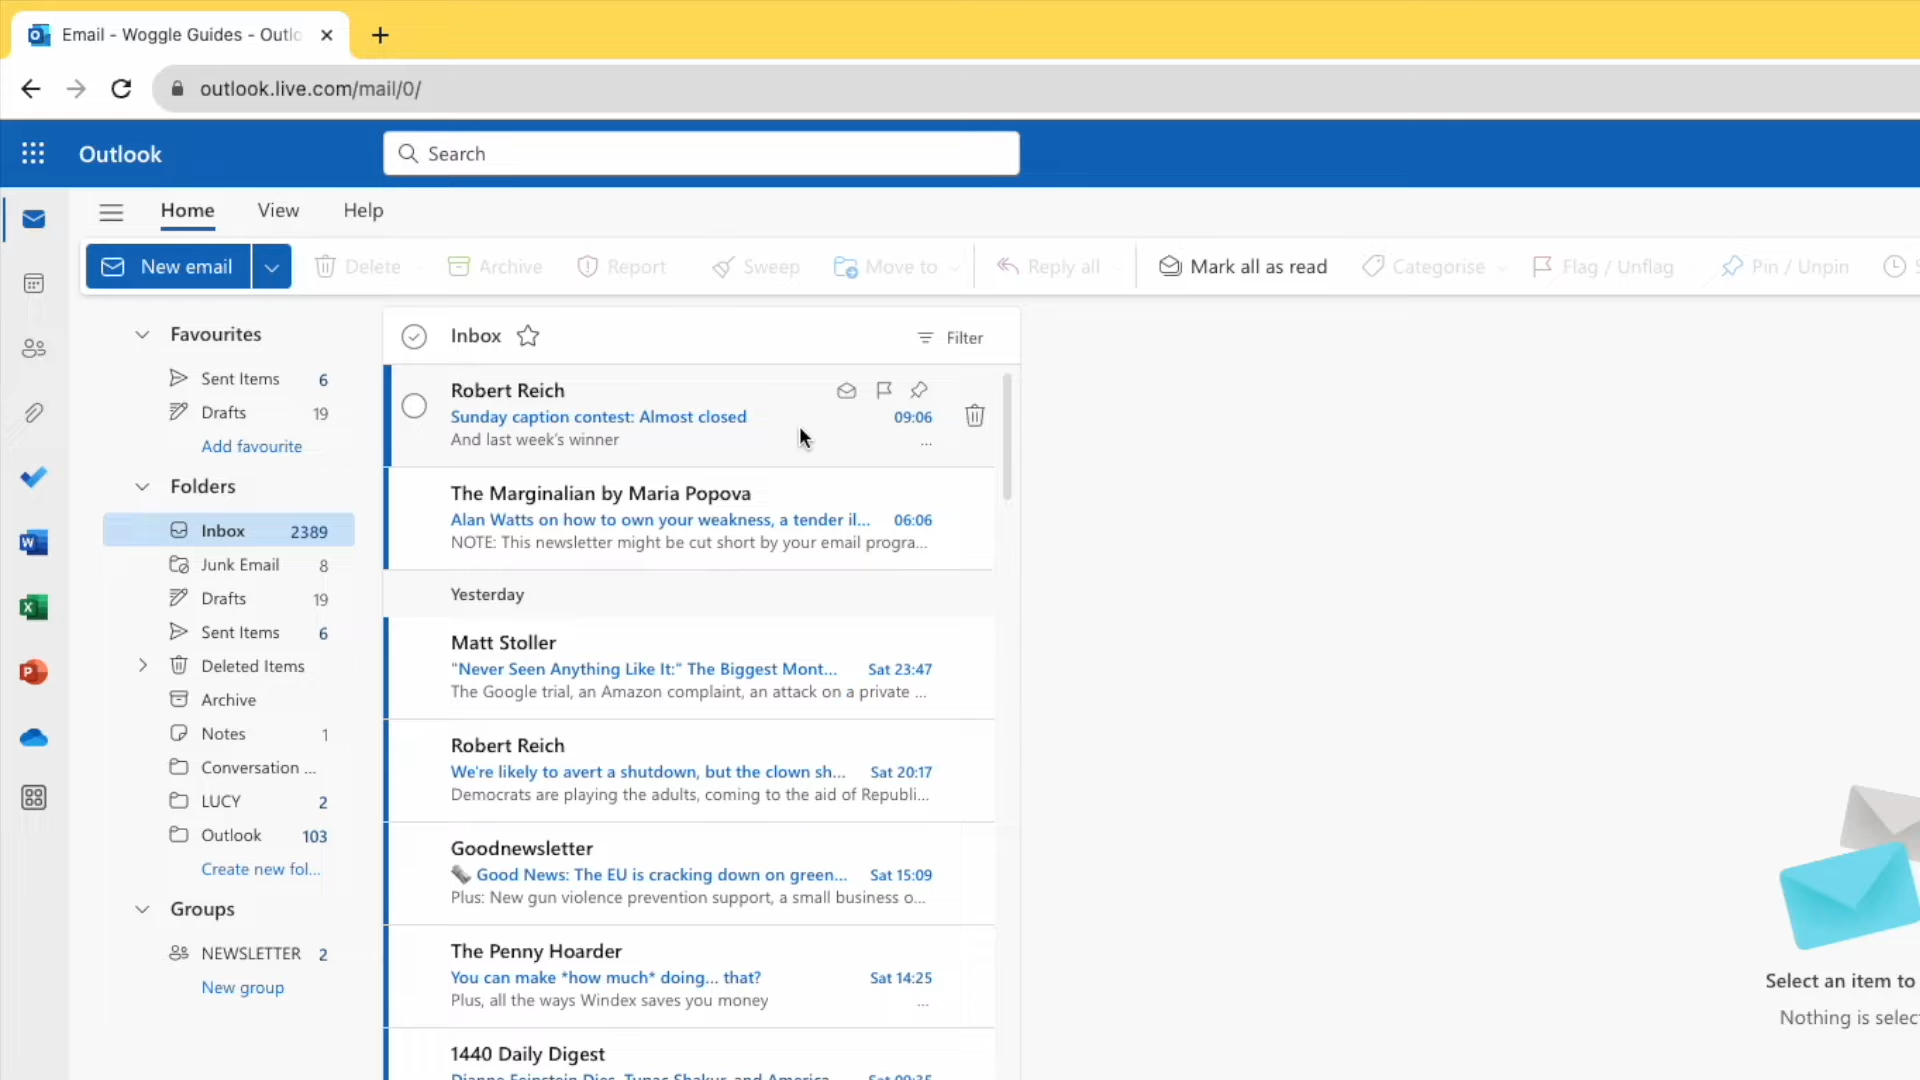 Email - Woggle Guides - Outlo
outlook.live.com/mail/0/
Outlook
Search
Home View Help
New email Delete Archive Report Sweep Move to Reply all Mark all as read Categorise Flag / Unflag Pin / Unpin
Favourites
Sent Items 6
Drafts 19
Add favourite
Folders
Inbox 2389
Junk Email 8
Drafts 19
Sent Items 6
Deleted Items
Archive
Notes 1
Conversation ...
LUCY 2
Outlook 103
Create new fol...
Groups
NEWSLETTER 2
New group
Inbox Filter
Robert Reich
Sunday caption contest: Almost closed 09:06
And last week's winner ...
The Marginalian by Maria Popova
Alan Watts on how to own your weakness, a tender il... 06:06
NOTE: This newsletter might be cut short by your email progra...
Yesterday
Matt Stoller
"Never Seen Anything Like It:" The Biggest Mont... Sat 23:47
The Google trial, an Amazon complaint, an attack on a private ...
Robert Reich
We're likely to avert a shutdown, but the clown sh... Sat 20:17
Democrats are playing the adults, coming to the aid of Republi...
Goodnewsletter
Good News: The EU is cracking down on green... Sat 15:09
Plus: New gun violence prevention support, a small business o...
The Penny Hoarder
You can make *how much* doing... that? Sat 14:25
Plus, all the ways Windex saves you money ...
1440 Daily Digest
Dianne Feinstein Dies, Tupac Shakur, and America Sat 09:35
Select an item to
Nothing is selec